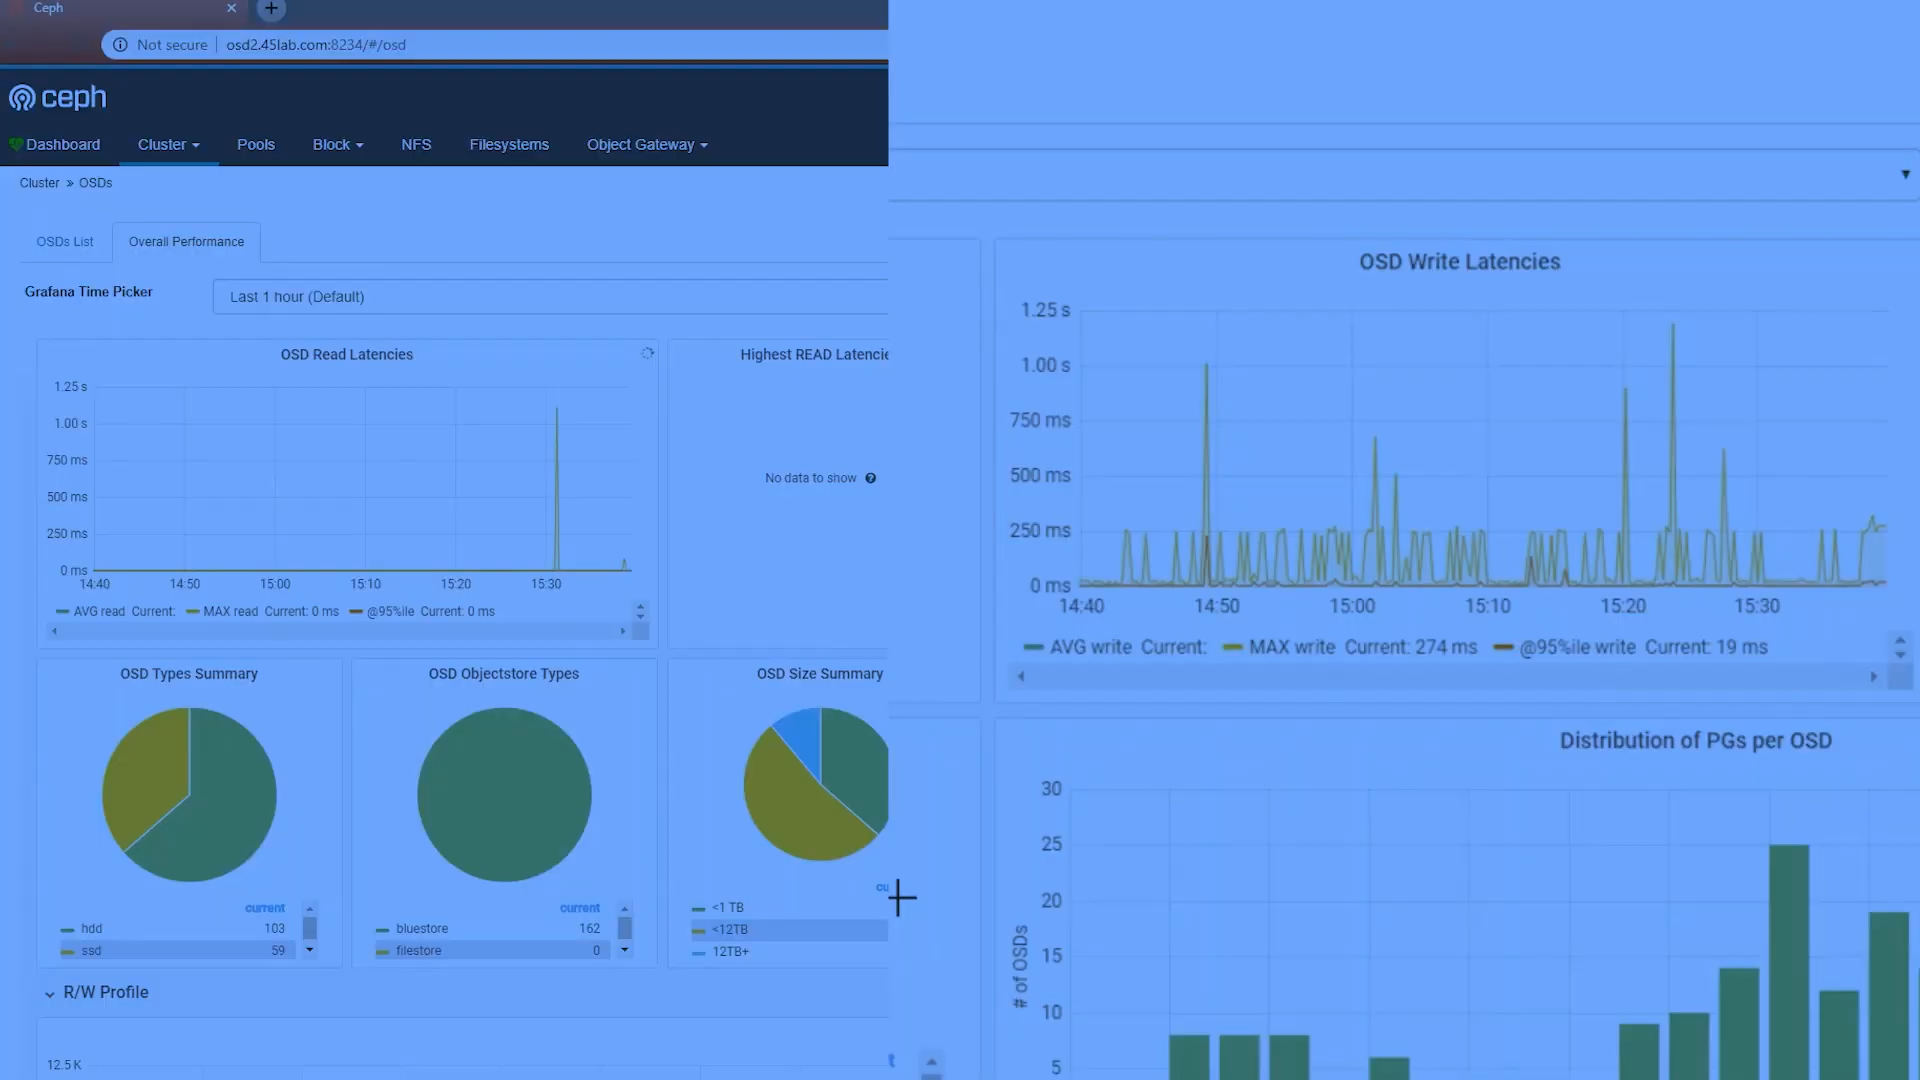 Ceph
Not secure osd2.45lab.com:8234/#/osd
ceph
Dashboard Cluster Pools Block NFS Filesystems Object Gateway
Cluster » OSDs
OSDs List Overall Performance
Grafana Time Picker Last 1 hour (Default)
OSD Read Latencies
1.25 s
1.00 s
750 ms
500 ms
250 ms
0 ms
14:40 14:50 15:00 15:10 15:20 15:30
AVG read Current: MAX read Current: 0 ms @95%ile Current: 0 ms
Highest READ Latencie
No data to show
OSD Write Latencies
1.25 s
1.00 s
750 ms
500 ms
250 ms
0 ms
14:40 14:50 15:00 15:10 15:20 15:30
AVG write Current: MAX write Current: 274 ms @95%ile write Current: 19 ms
OSD Types Summary
current
hdd 103
ssd 59
OSD Objectstore Types
current
bluestore 162
filestore 0
OSD Size Summary
cu
<1 TB
<12TB
12TB+
Distribution of PGs per OSD
# of OSDs
30
25
20
15
10
5
R/W Profile
12.5 K